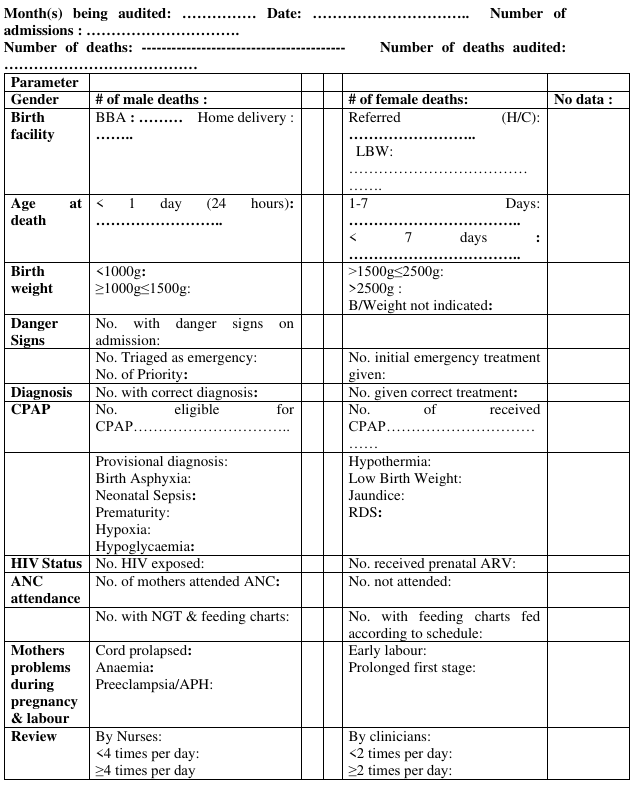 Month(s) being audited: …………… Date: ………………………….. Number of
admissions : ………………………….
Number of deaths: ----------------------------------------- Number of deaths audited:
…………………………………
Parameter
Gender # of male deaths : # of female deaths: No data :
Birth facility
BBA : ……… Home delivery :
……..
Referred (H/C):
……………………..
LBW:
………………………………
…….
Age at death
< 1 day (24 hours):
……………………..
1-7 Days:
……………………………..
< 7 days :
……………………………..
Birth weight
<1000g:
≥1000g≤1500g:
>1500g≤2500g:
>2500g :
B/Weight not indicated:
Danger Signs
No. with danger signs on
admission:
No. Triaged as emergency:
No. of Priority:
No. initial emergency treatment
given:
Diagnosis No. with correct diagnosis: No. given correct treatment:
CPAP
No. eligible for
CPAP…………………………..
No. of received
CPAP…………………………
……
Provisional diagnosis:
Birth Asphyxia:
Neonatal Sepsis:
Prematurity:
Hypoxia:
Hypoglycaemia:
Hypothermia:
Low Birth Weight:
Jaundice:
RDS:
HIV Status No. HIV exposed: No. received prenatal ARV:
ANC attendance
No. of mothers attended ANC: No. not attended:
No. with NGT & feeding charts:
No. with feeding charts fed
according to schedule:
Mothers
problems
during
pregnancy
& labour
Cord prolapsed:
Anaemia:
Preeclampsia/APH:
Early labour:
Prolonged first stage:
Review
By Nurses:
<4 times per day:
≥4 times per day
By clinicians:
<2 times per day:
≥2 times per day: